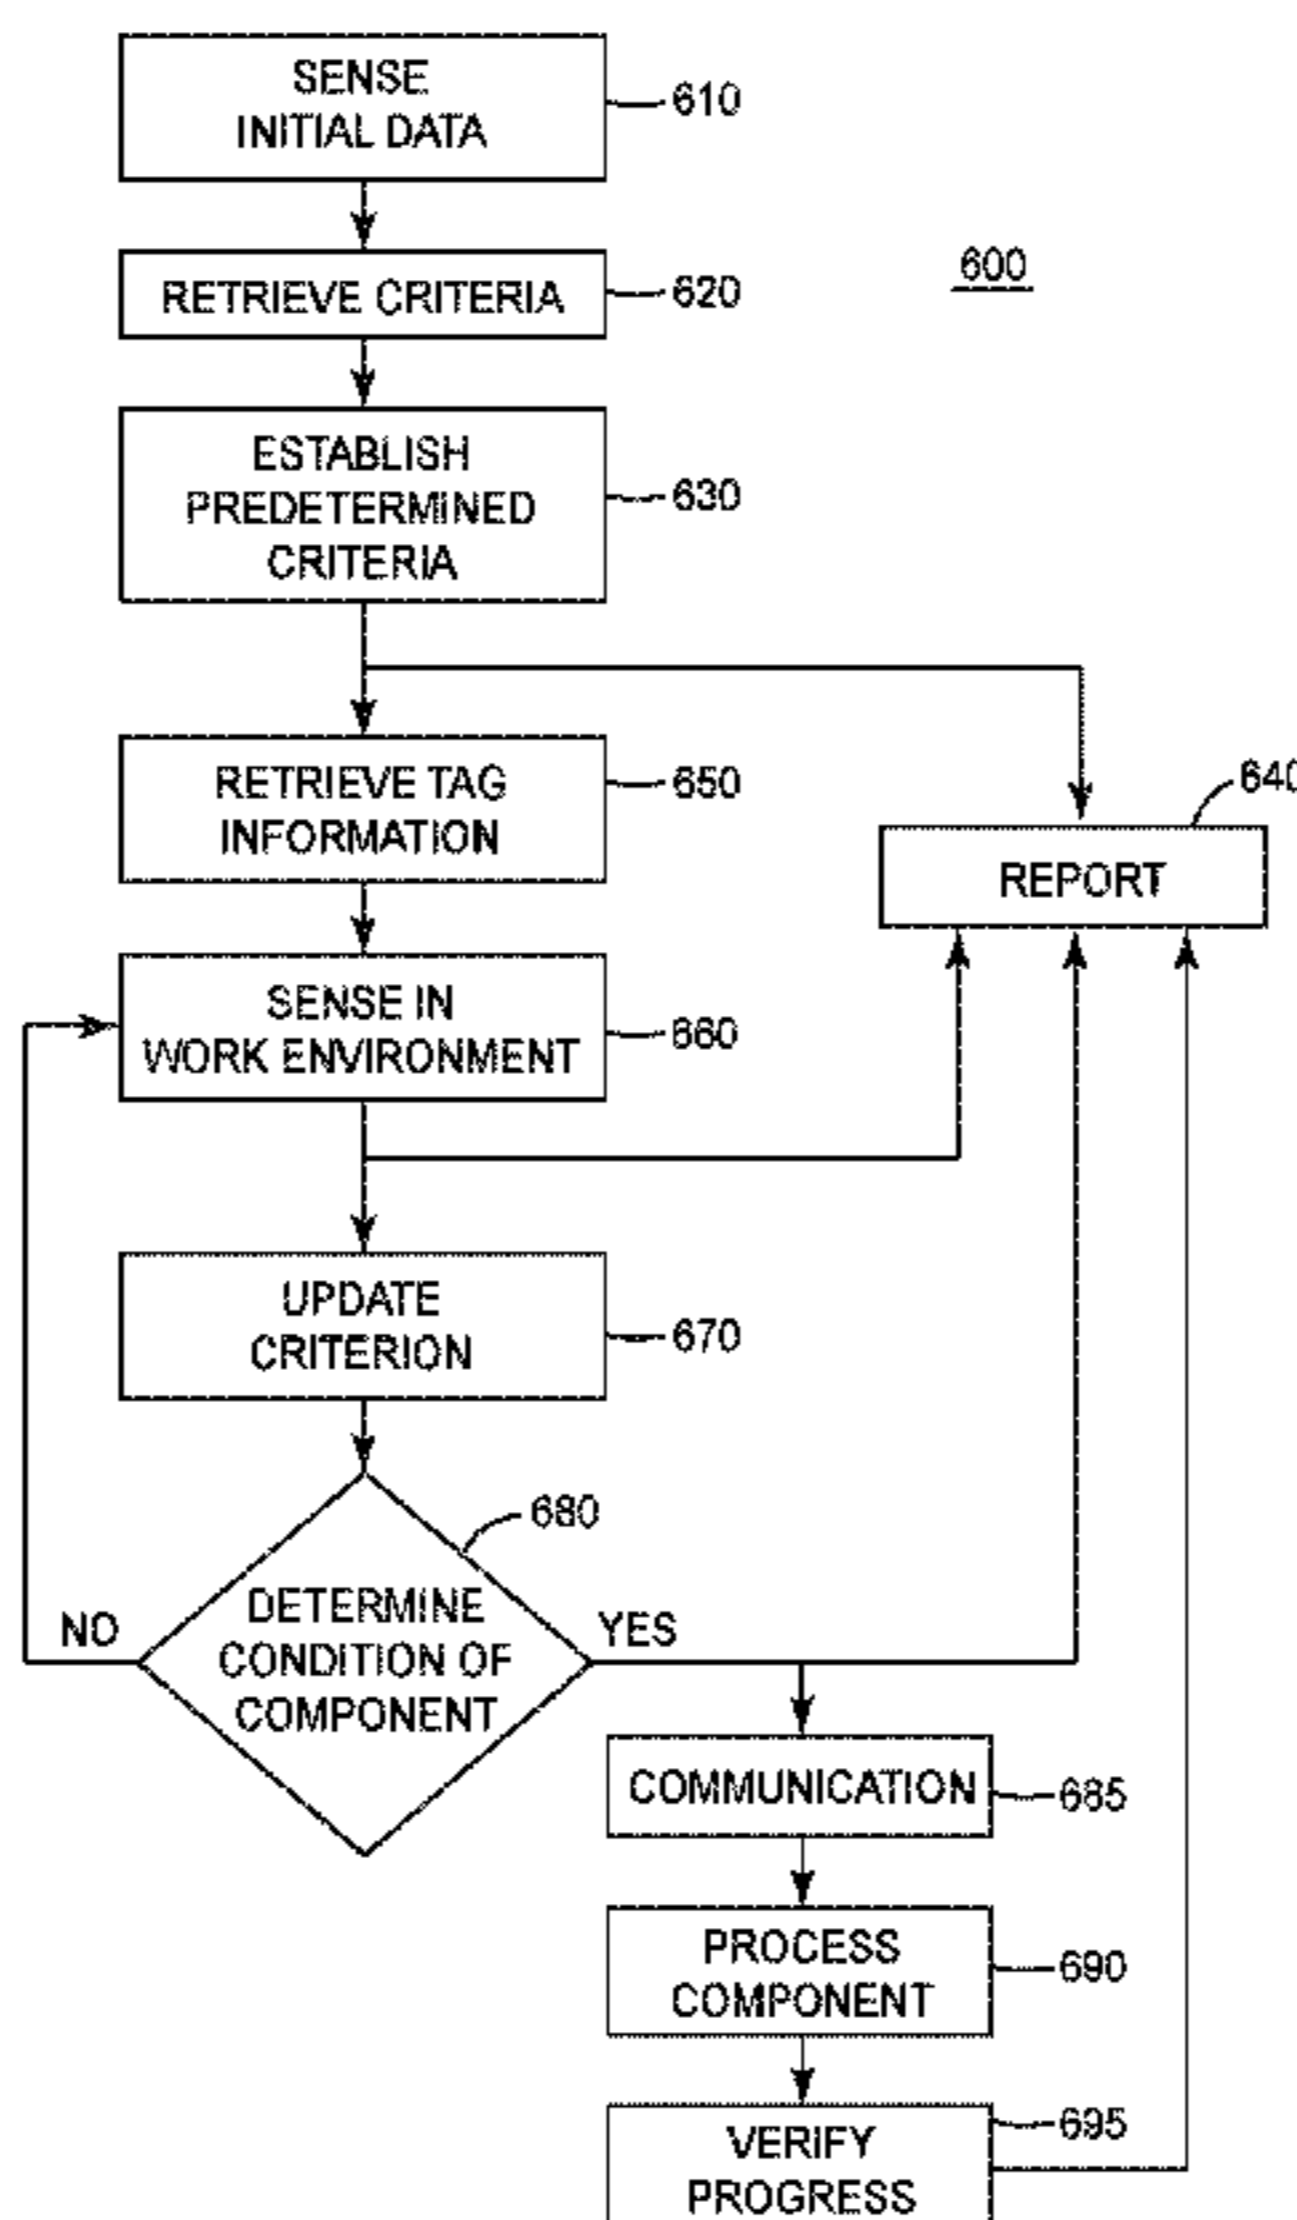 SENSE
INITIAL DATA
610
RETRIEVE CRITERIA
620
600
ESTABLISH
PREDETERMINED
CRITERIA
630
RETRIEVE TAG
INFORMATION
650
640
REPORT
SENSE IN
WORK ENVIRONMENT
660
UPDATE
CRITERION
670
680
DETERMINE
CONDITION OF
COMPONENT
NO
YES
COMMUNICATION
685
PROCESS
COMPONENT
690
VERIFY
PROGRESS
695